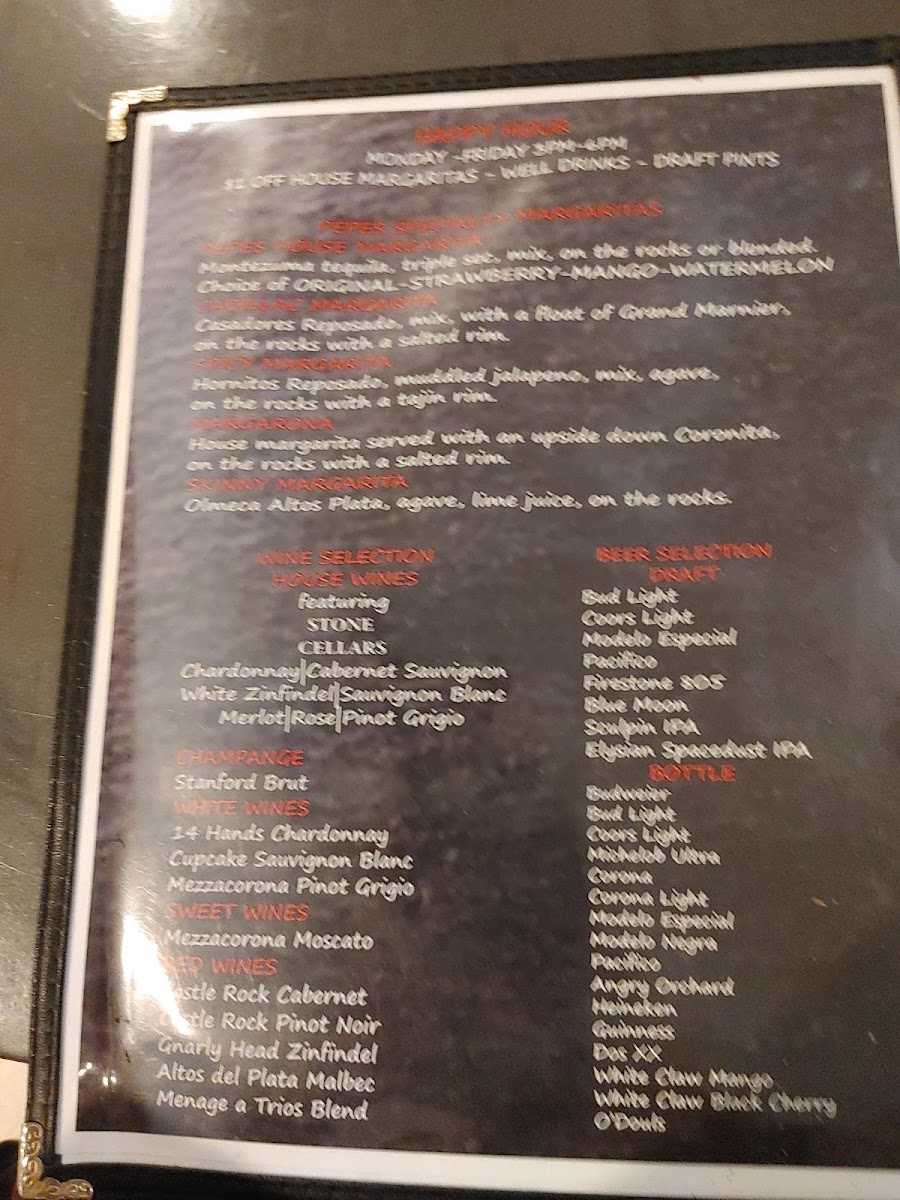 HAPPY HOUR
MONDAY -FRIDAY 3PM-6PM
$1 OFF HOUSE MARGARITAS - WELL DRINKS - DRAFT PINTS
PEPES SPECIALTY MARGARITAS
PEPES HOUSE MARGARITA
Montezuma tequila, triple sec, mix, on the rocks or blended.
Choice of ORIGINAL-STRAWBERRY-MANGO-WATERMELON
CADILLAC MARGARITA
Casadores Reposado, mix, with a float of Grand Marnier,
on the rocks with a salted rim.
SPICY MARGARITA
Hornitos Reposado, muddled jalapeno, mix, agave,
on the rocks with a tajin rim.
MARGARONA
House margarita served with an upside down Coronita,
on the rocks with a salted rim.
SKINNY MARGARITA
Olmeca Altos Plata, agave, lime juice, on the rocks.
WINE SELECTION
HOUSE WINES
featuring
STONE
CELLARS
Chardonnay|Cabernet Sauvignon
White Zinfindel|Sauvignon Blanc
Merlot|Rose|Pinot Grigio
CHAMPANGE
Stanford Brut
WHITE WINES
14 Hands Chardonnay
Cupcake Sauvignon Blanc
Mezzacorona Pinot Grigio
SWEET WINES
Mezzacorona Moscato
RED WINES
Castle Rock Cabernet
Castle Rock Pinot Noir
Gnarly Head Zinfindel
Altos del Plata Malbec
Menage a Trios Blend
BEER SELECTION
DRAFT
Bud Light
Coors Light
Modelo Especial
Pacifico
Firestone 805
Blue Moon
Sculpin IPA
Elysian Spacedust IPA
BOTTLE
Budweier
Bud Light
Coors Light
Michelob Ultra
Corona
Corona Light
Modelo Especial
Modelo Negra
Pacifico
Angry Orchard
Heineken
Guinness
Dos XX
White Claw Mango
White Claw Black Cherry
O'Douls